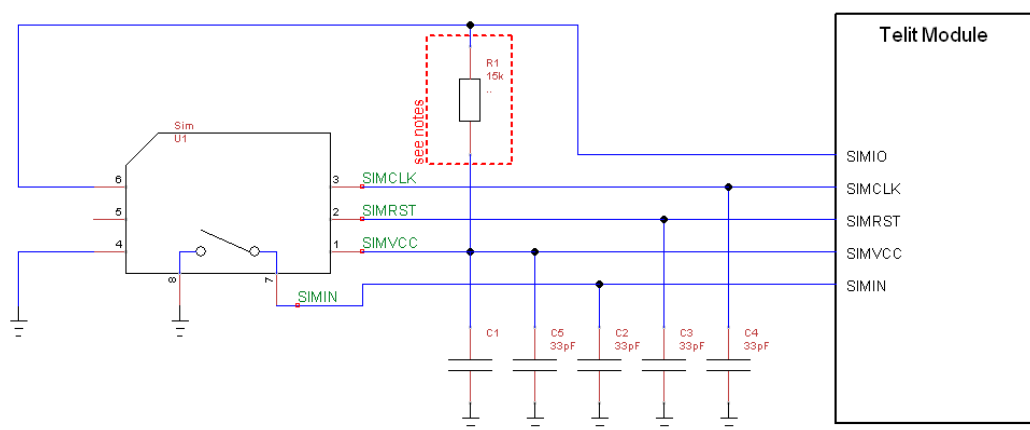 Telit Module
R1
15k
..
see notes
Sim
U1
6
5
4
3
2
1
8
7
SIMCLK
SIMRST
SIMVCC
SIMIN
SIMIO
SIMCLK
SIMRST
SIMVCC
SIMIN
C1
C5
33pF
C2
33pF
C3
33pF
C4
33pF